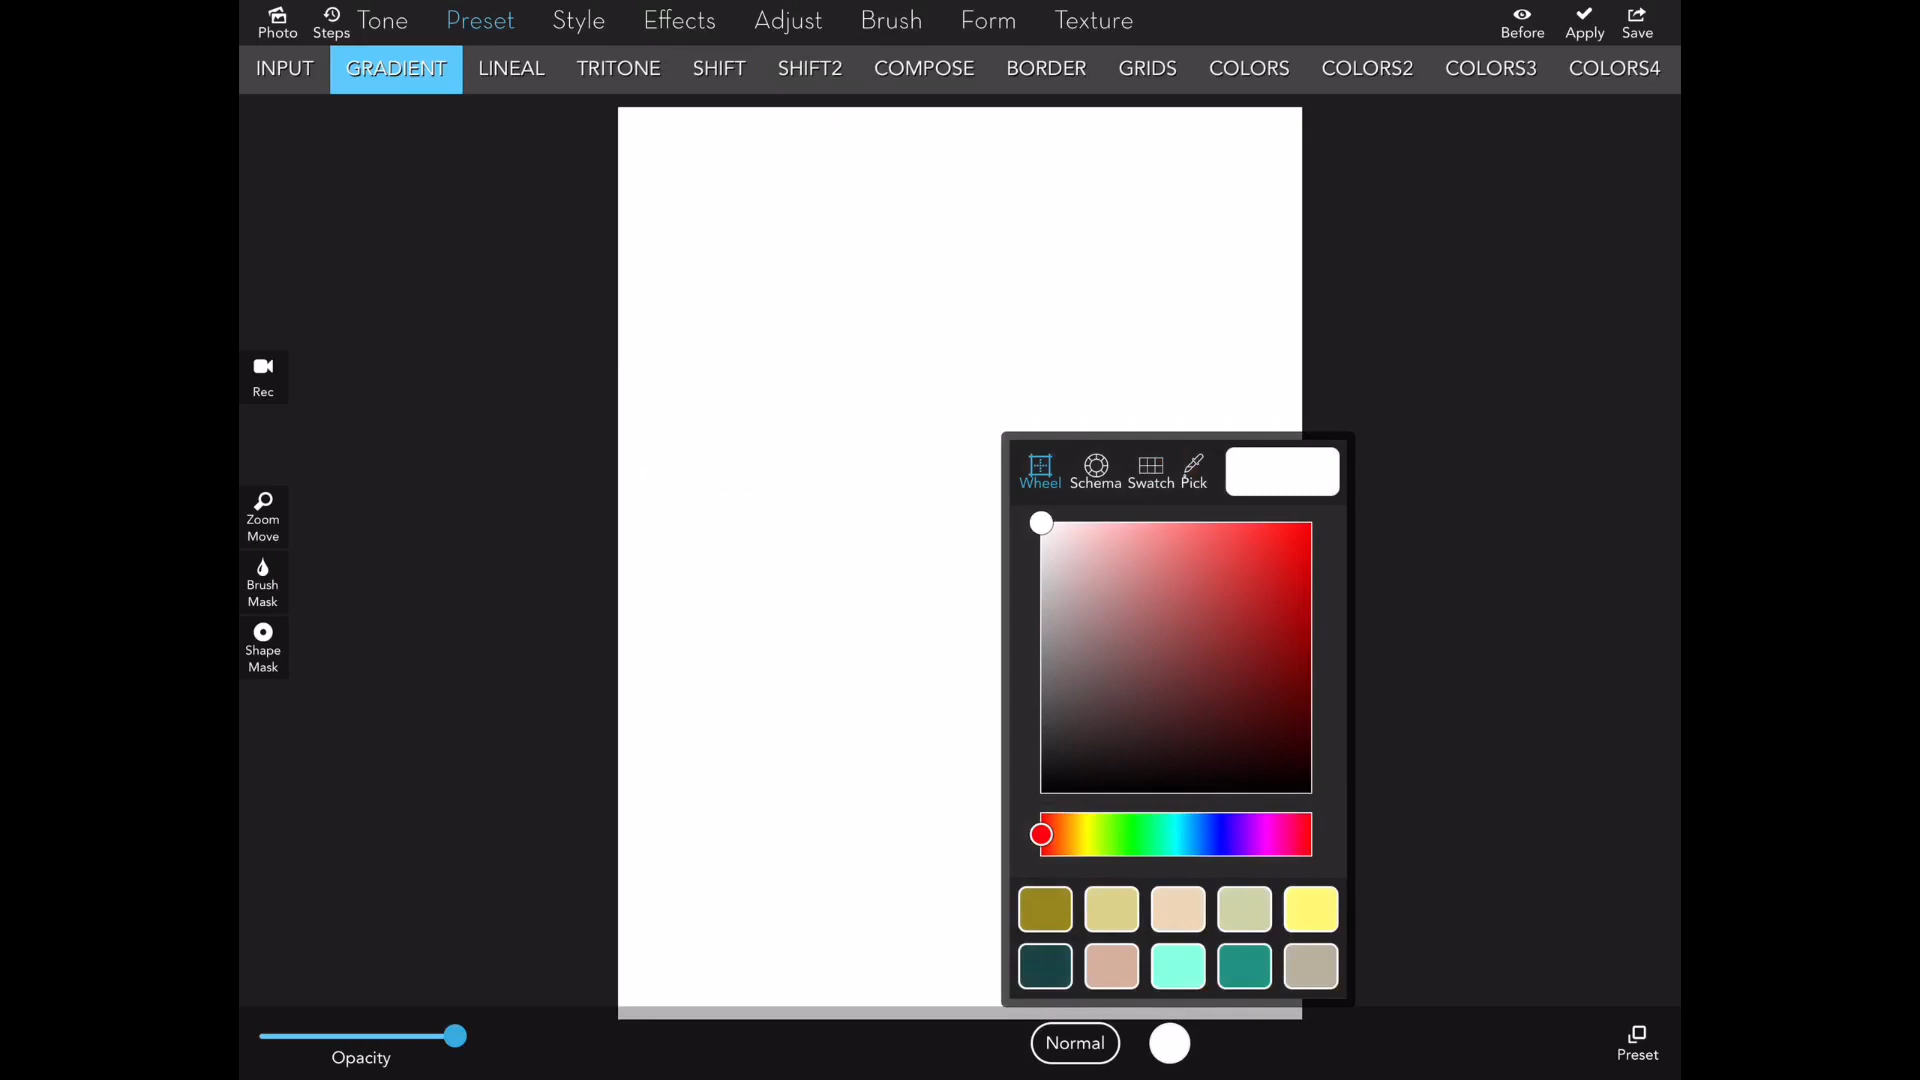 Photo Steps Tone Preset Style Effects Adjust Brush Form Texture Before Apply Save
INPUT GRADIENT LINEAL TRITONE SHIFT SHIFT2 COMPOSE BORDER GRIDS COLORS COLORS2 COLORS3 COLORS4
Rec
Wheel Schema Swatch Pick
Zoom
Move
Brush
Mask
Shape
Mask
Opacity
Normal
Preset